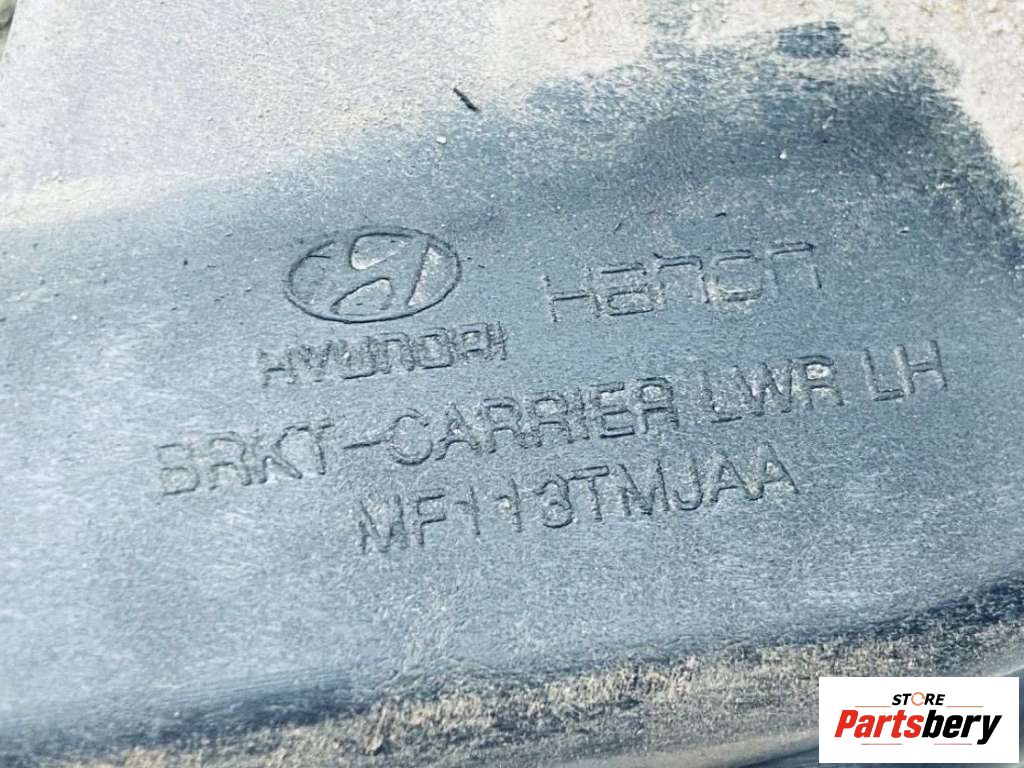 HYUNDAI
Hanon
BRKT-CARRIER LWR LH
MF113TMJAA
STORE
Partsbery